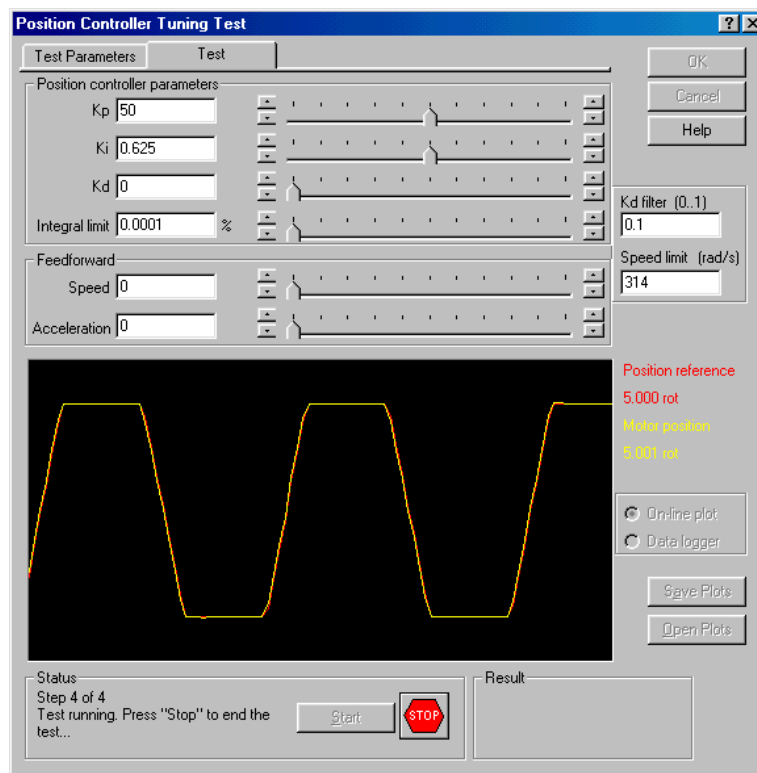 Position Controller Tuning Test
Test Parameters
Test
OK
Cancel
Help
Position controller parameters
Kp 50
Ki 0.625
Kd 0
Integral limit 0.0001 %
Kd filter (0..1)
0.1
Speed limit (rad/s)
314
Feedforward
Speed 0
Acceleration 0
Position reference
5.000 rot
Motor position
5.001 rot
On-line plot
Data logger
Save Plots
Open Plots
Status
Step 4 of 4
Test running. Press "Stop" to end the
test...
Start
STOP
Result